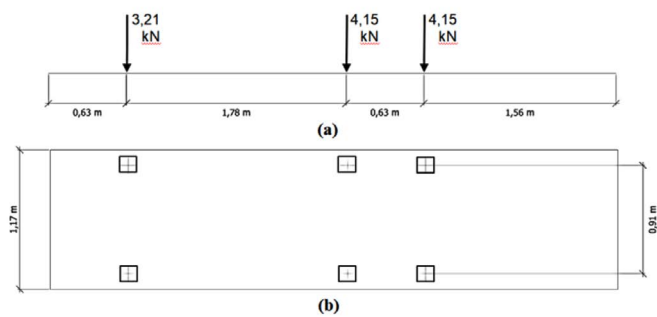 3,21
kN
4,15
kN
4,15
kN
0,63 m
1,78 m
0,63 m
1,56 m
(a)
1,17 m
0,91 m
(b)